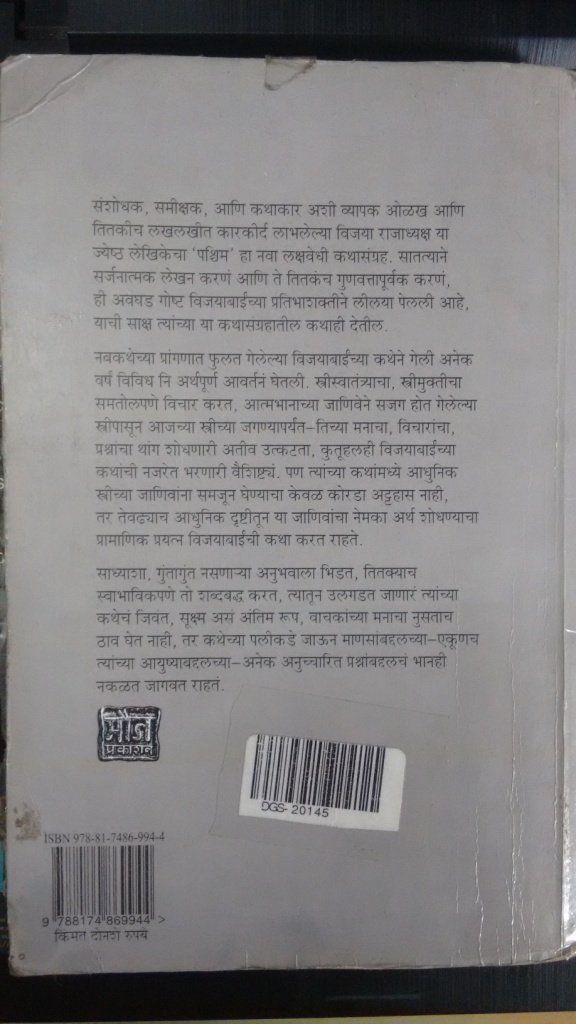 संशोधक, समीक्षक, आणि कथाकार अशी व्यापक ओळख आणि
तितकीच लखलखीत कारकीर्द लाभलेल्या विजया राजाध्यक्ष या
ज्येष्ठ लेखिकेचा 'पश्चिम' हा नवा लक्षवेधी कथासंग्रह. सातत्याने
सर्जनात्मक लेखन करणं आणि ते तितकंच गुणवत्तापूर्वक करणं,
ही अवघड गोष्ट विजयाबाईंच्या प्रतिभाशक्तीने लीलया पेलली आहे,
याची साक्ष त्यांच्या या कथासंग्रहातील कथाही देतील.
नवकथेच्या प्रांगणात फुलत गेलेल्या विजयाबाईंच्या कथेने गेली अनेक
वर्षं विविध नि अर्थपूर्ण आवर्तनं घेतली. स्त्रीस्वातंत्र्याचा, स्त्रीमुक्तीचा
समतोलपणे विचार करत, आत्मभानाच्या जाणिवेने सजग होत गेलेल्या
स्त्रीपासून आजच्या स्त्रीच्या जगण्यापर्यंत–तिच्या मनाचा, विचारांचा,
प्रश्नांचा थांग शोधणारी अतीव उत्कटता, कुतूहलही विजयाबाईंच्या
कथांची नजरेत भरणारी वैशिष्ट्यं. पण त्यांच्या कथांमध्ये आधुनिक
स्त्रीच्या जाणिवांना समजून घेण्याचा केवळ कोरडा अट्टहास नाही,
तर तेवढ्याच आधुनिक दृष्टीतून या जाणिवांचा नेमका अर्थ शोधण्याचा
प्रामाणिक प्रयत्न विजयाबाईंची कथा करत राहते.
साध्याशा, गुंतागुंत नसणाऱ्या अनुभवाला भिडत, तितक्याच
स्वाभाविकपणे तो शब्दबद्ध करत, त्यातून उलगडत जाणारं त्यांच्या
कथेचं जिवंत, सूक्ष्म असं अंतिम रूप, वाचकांच्या मनाचा नुसताच
ठाव घेत नाही, तर कथेच्या पलीकडे जाऊन माणसांबद्दलच्या–एकूणच
त्यांच्या आयुष्याबद्दलच्या–अनेक अनुच्चारित प्रश्नांबद्दलचं भानही
नकळत जागवत राहतं.
मौज
प्रकाशन
DGS- 20145
ISBN 978-81-7486-994-4
9 788174 869944 >
किंमत दोनशे रुपये